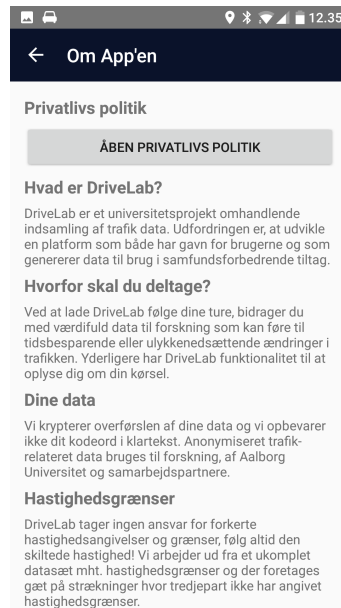 12.35
Om App'en
Privatlivs politik
ÅBEN PRIVATLIVS POLITIK
Hvad er DriveLab?
DriveLab er et universitetsprojekt omhandlende
indsamling af trafik data. Udfordringen er, at udvikle
en platform som både har gavn for brugerne og som
genererer data til brug i samfundsforbedrende tiltag.
Hvorfor skal du deltage?
Ved at lade DriveLab følge dine ture, bidrager du
med værdifuld data til forskning som kan føre til
tidsbesparende eller ulykkenedsættende ændringer i
trafikken. Yderligere har DriveLab funktionalitet til at
oplyse dig om din kørsel.
Dine data
Vi krypterer overførslen af dine data og vi opbevarer
ikke dit kodeord i klartekst. Anonymiseret trafik-
relateret data bruges til forskning, af Aalborg
Universitet og samarbejdspartnere.
Hastighedsgrænser
DriveLab tager ingen ansvar for forkerte
hastighedsangivelser og grænser, følg altid den
skiltede hastighed! Vi arbejder ud fra et ukomplet
datasæt mht. hastighedsgrænser og der foretages
gæt på strækninger hvor tredjepart ikke har angivet
hastighedsgrænser.